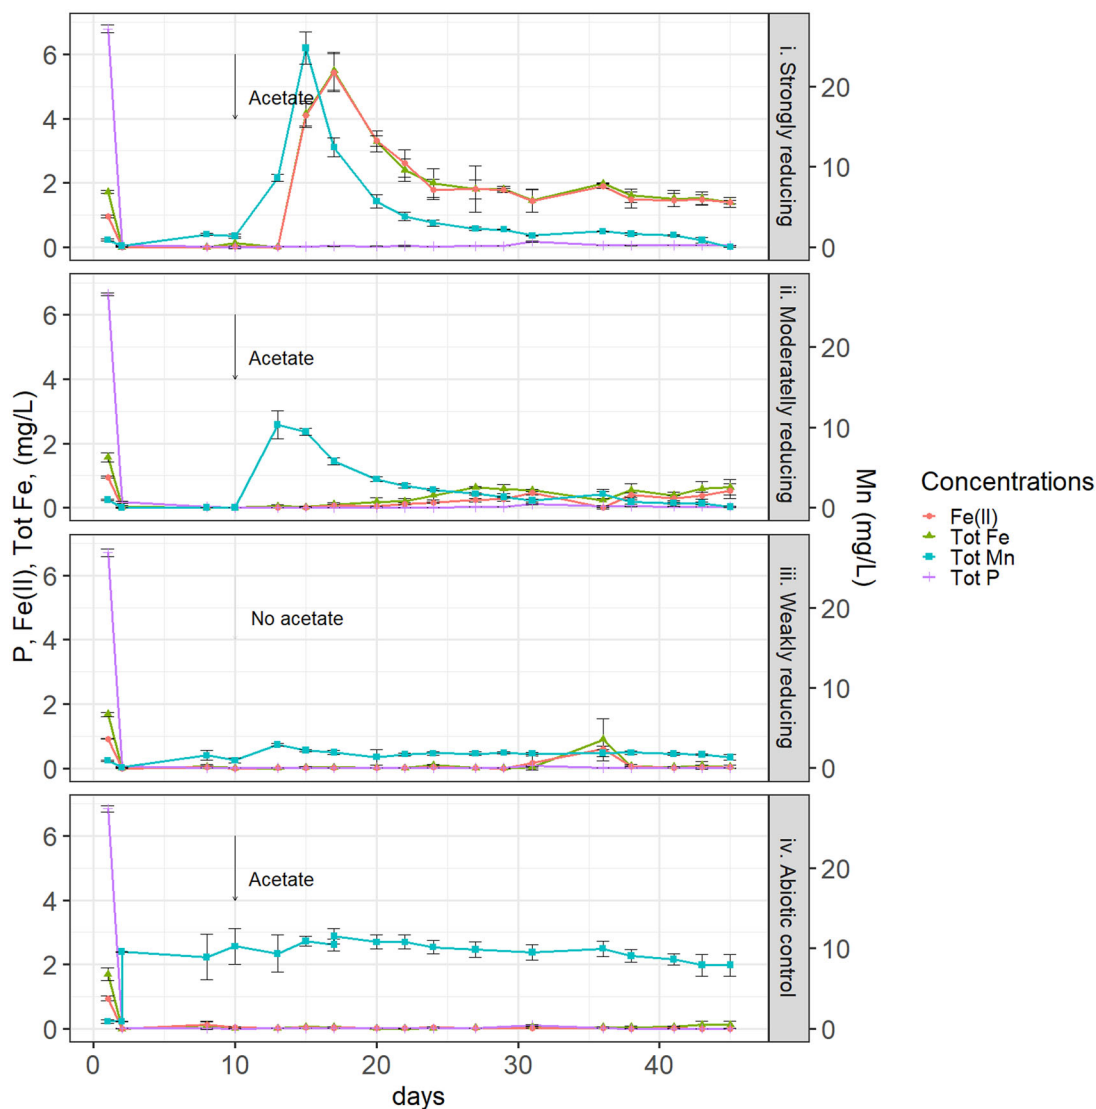 P, Fe(II), Tot Fe, (mg/L)
6
4
2
0
Acetate
i. Strongly reducing
20
10
0
6
4
2
0
Acetate
ii. Moderatelly reducing
20
10
0
6
4
2
0
No acetate
iii. Weakly reducing
20
10
0
6
4
2
0
Acetate
iv. Abiotic control
20
10
0
Mn (mg/L)
0 10 20 30 40
days
Concentrations
Fe(II)
Tot Fe
Tot Mn
Tot P